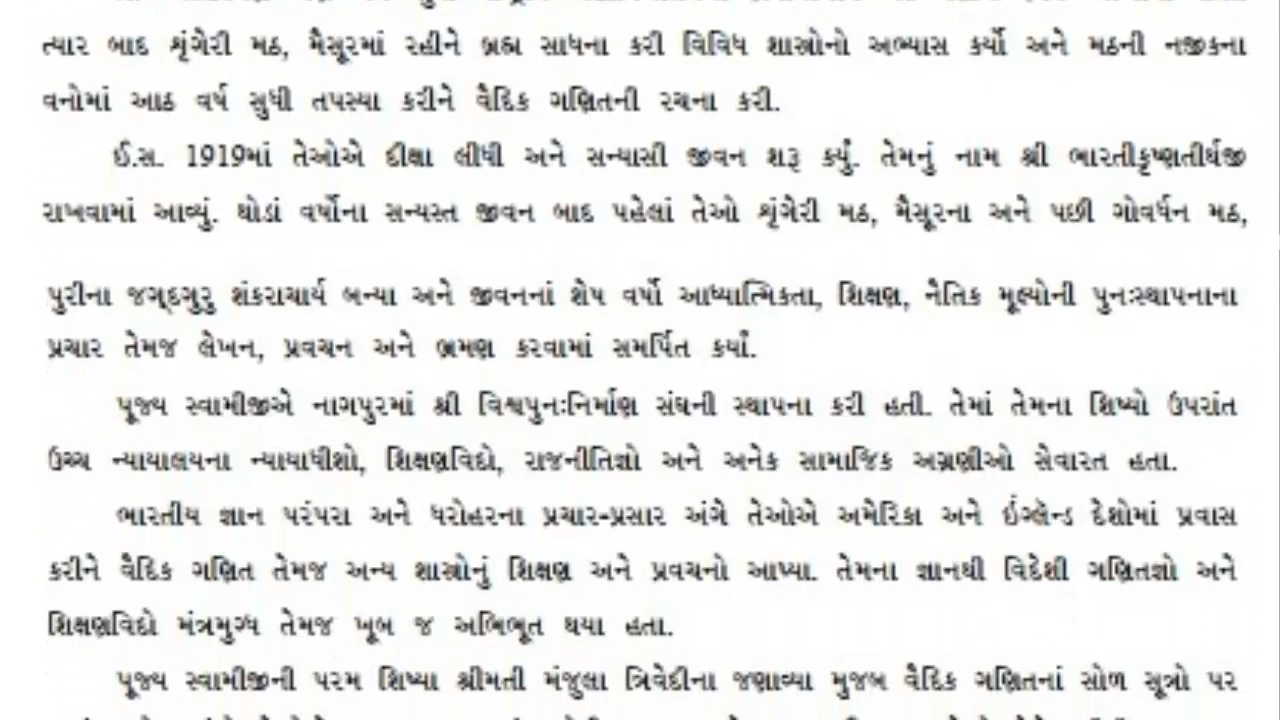 ત્યાર બાદ શૃંગેરી મઠ, મૈસૂરમાં રહીને બ્રહ્મ સાધના કરી વિવિધ શાસ્ત્રોનો અભ્યાસ કર્યો અને મઠની નજીકના
વનોમાં આઠ વર્ષ સુધી તપસ્યા કરીને વૈદિક ગણિતની રચના કરી.
ઈ.સ. 1919માં તેઓએ દીક્ષા લીધી અને સન્યાસી જીવન શરૂ કર્યું. તેમનું નામ શ્રી ભારતીકૃષ્ણતીર્થજી
રાખવામાં આવ્યું. થોડાં વર્ષોના સન્યસ્ત જીવન બાદ પહેલાં તેઓ શૃંગેરી મઠ, મૈસૂરના અને પછી ગોવર્ધન મઠ,
પુરીના જગ્દગુરુ શંકરાચાર્ય બન્યા અને જીવનનાં શેષ વર્ષો આધ્યાત્મિકતા, શિક્ષણ, નૈતિક મૂલ્યોની પુનઃસ્થાપનાના
પ્રચાર તેમજ લેખન, પ્રવચન અને ભ્રમણ કરવામાં સમર્પિત કર્યાં.
પૂજ્ય સ્વામીજીએ નાગપુરમાં શ્રી વિશ્વપુનઃનિર્માણ સંઘની સ્થાપના કરી હતી. તેમાં તેમના શિષ્યો ઉપરાંત
ઉચ્ચ ન્યાયાલયના ન્યાયાધીશો, શિક્ષણવિદો, રાજનીતિજ્ઞો અને અનેક સામાજિક અગ્રણીઓ સેવારત હતા.
ભારતીય જ્ઞાન પરંપરા અને ધરોહરના પ્રચાર-પ્રસાર અંગે તેઓએ અમેરિકા અને ઇંગ્લૅન્ડ દેશોમાં પ્રવાસ
કરીને વૈદિક ગણિત તેમજ અન્ય શાસ્ત્રોનું શિક્ષણ અને પ્રવચનો આપ્યા. તેમના જ્ઞાનથી વિદેશી ગણિતજ્ઞો અને
શિક્ષણવિદો મંત્રમુગ્ધ તેમજ ખૂબ જ અભિભૂત થયા હતા.
પૂજ્ય સ્વામીજીની પરમ શિષ્યા શ્રીમતી મંજુલા ત્રિવેદીના જણાવ્યા મુજબ વૈદિક ગણિતનાં સોળ સૂત્રો પર